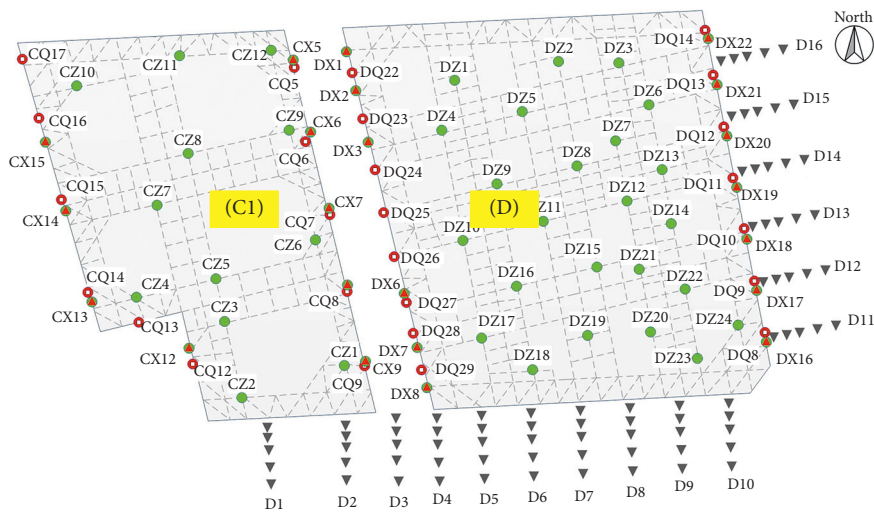 North
CQ17
CZ10
CZ11
CZ12
CX5
CQ5
CQ16
CX15
CZ8
CZ9
CX6
CQ6
CQ15
CX14
CZ7
(C1)
CX7
CQ7
CZ6
CQ14
CX13
CZ4
CZ5
CQ8
CQ13
CZ3
CX12
CQ12
CZ1
CX9
CQ9
CZ2
DX1
DQ22
DX2
DQ23
DX3
DQ24
DQ25
DQ26
DX6
DQ27
DQ28
DX7
DQ29
DX8
DZ1
DZ2
DZ3
DZ4
DZ5
DZ6
DZ7
DZ8
DZ9
DZ10
(D)
DZ11
DZ12
DZ13
DZ14
DZ15
DZ16
DZ17
DZ18
DZ19
DZ20
DZ21
DZ22
DZ23
DZ24
DQ14
DX22
D16
DQ13
DX21
D15
DQ12
DX20
D14
DQ11
DX19
D13
DQ10
DX18
D12
DQ9
DX17
D11
DQ8
DX16
D1
D2
D3
D4
D5
D6
D7
D8
D9
D10